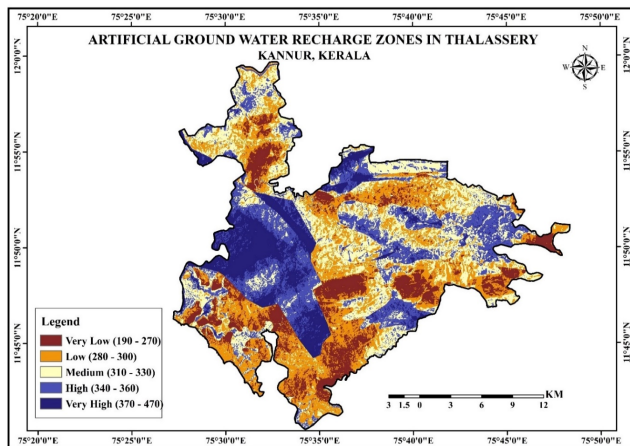 75°20'0"E 75°25'0"E 75°30'0"E 75°35'0"E 75°40'0"E 75°45'0"E 75°50'0"E
ARTIFICIAL GROUND WATER RECHARGE ZONES IN THALASSERY
KANNUR, KERALA
N
W E
S
12°0'0"N 12°0'0"N
11°55'0"N 11°55'0"N
11°50'0"N 11°50'0"N
11°45'0"N 11°45'0"N
Legend
Very Low (190 - 270)
Low (280 - 300)
Medium (310 - 330)
High (340 - 360)
Very High (370 - 470)
KM
3 1.5 0 3 6 9 12
75°20'0"E 75°25'0"E 75°30'0"E 75°35'0"E 75°40'0"E 75°45'0"E 75°50'0"E